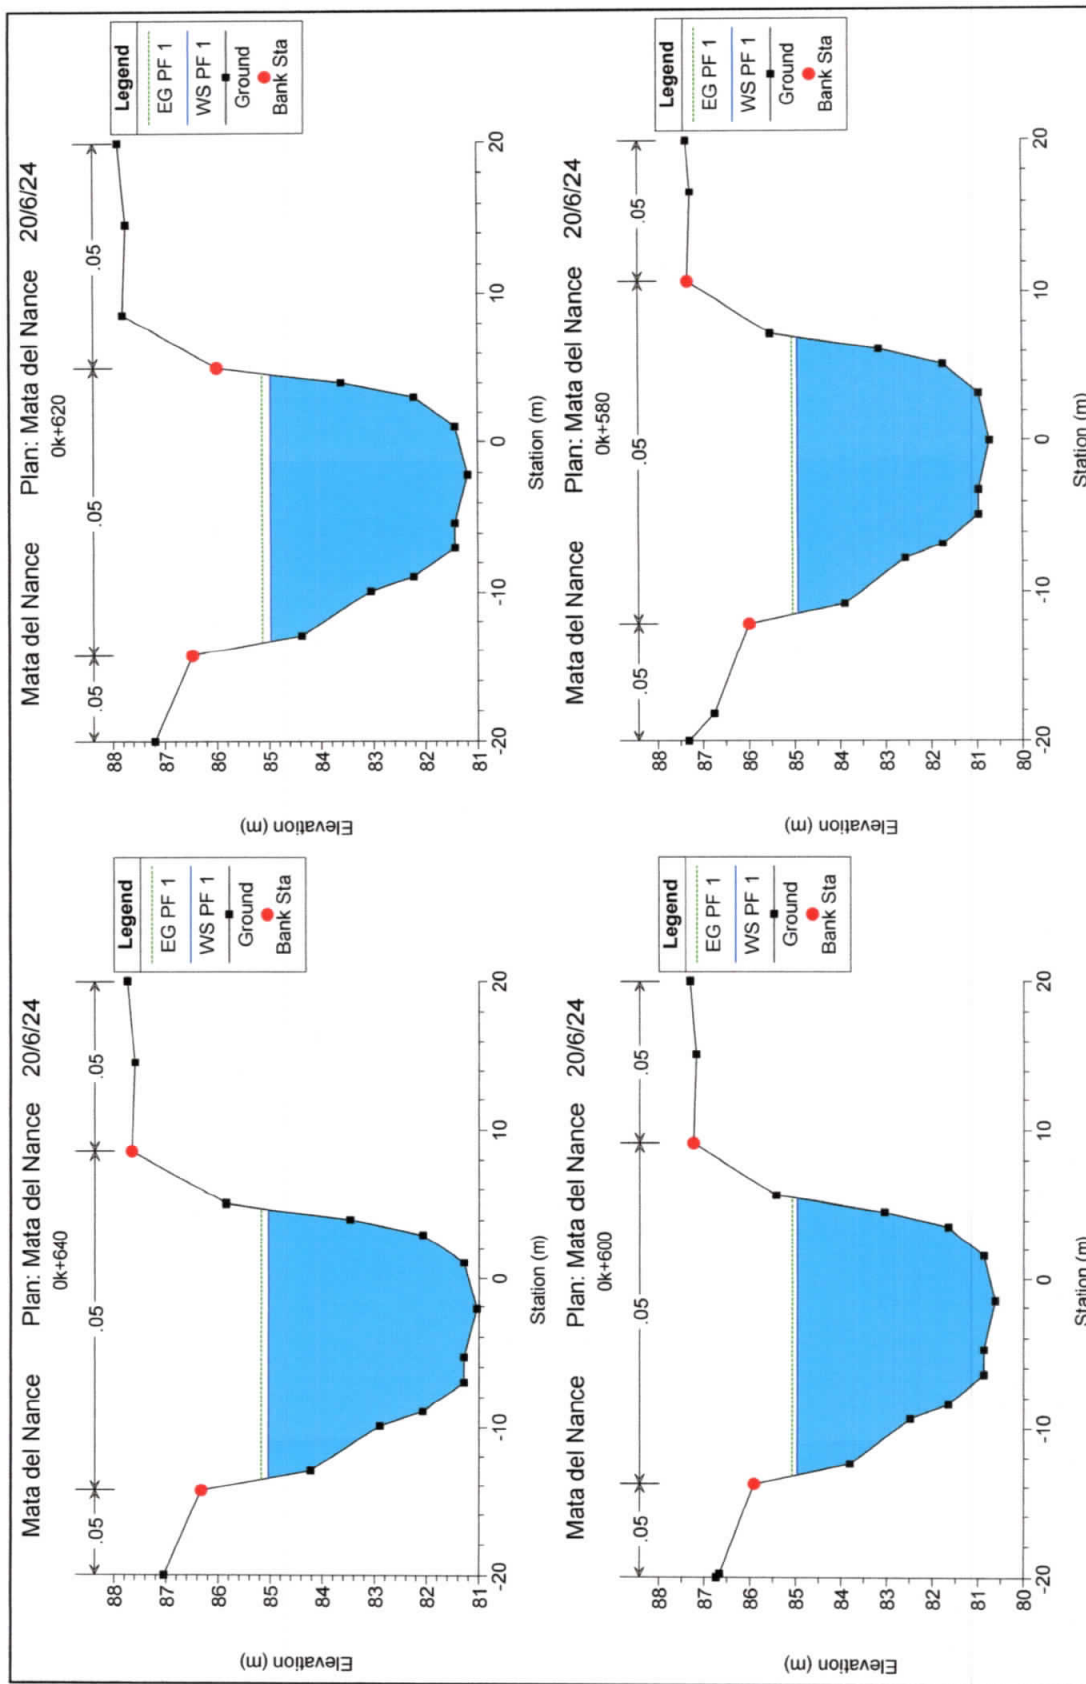 Mata del Nance Plan: Mata del Nance 20/6/24
0k+640
.05
.05
.05
Legend
EG PF 1
WS PF 1
Ground
Bank Sta
88
87
86
85
84
83
82
81
Elevation (m)
-20
-10
0
10
20
Station (m)
Mata del Nance Plan: Mata del Nance 20/6/24
0k+620
.05
.05
.05
Legend
EG PF 1
WS PF 1
Ground
Bank Sta
88
87
86
85
84
83
82
81
Elevation (m)
-20
-10
0
10
20
Station (m)
Mata del Nance Plan: Mata del Nance 20/6/24
0k+600
.05
.05
.05
Legend
EG PF 1
WS PF 1
Ground
Bank Sta
88
87
86
85
84
83
82
81
80
Elevation (m)
-20
-10
0
10
20
Station (m)
Mata del Nance Plan: Mata del Nance 20/6/24
0k+580
.05
.05
.05
Legend
EG PF 1
WS PF 1
Ground
Bank Sta
88
87
86
85
84
83
82
81
80
Elevation (m)
-20
-10
0
10
20
Station (m)